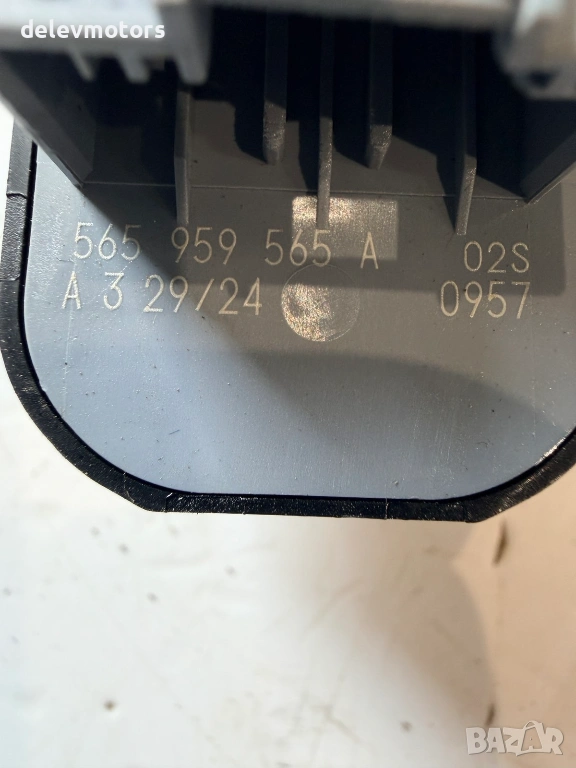 delevmotors
565 959 565 A 02S
A 3 29/24 0957
BAZAR